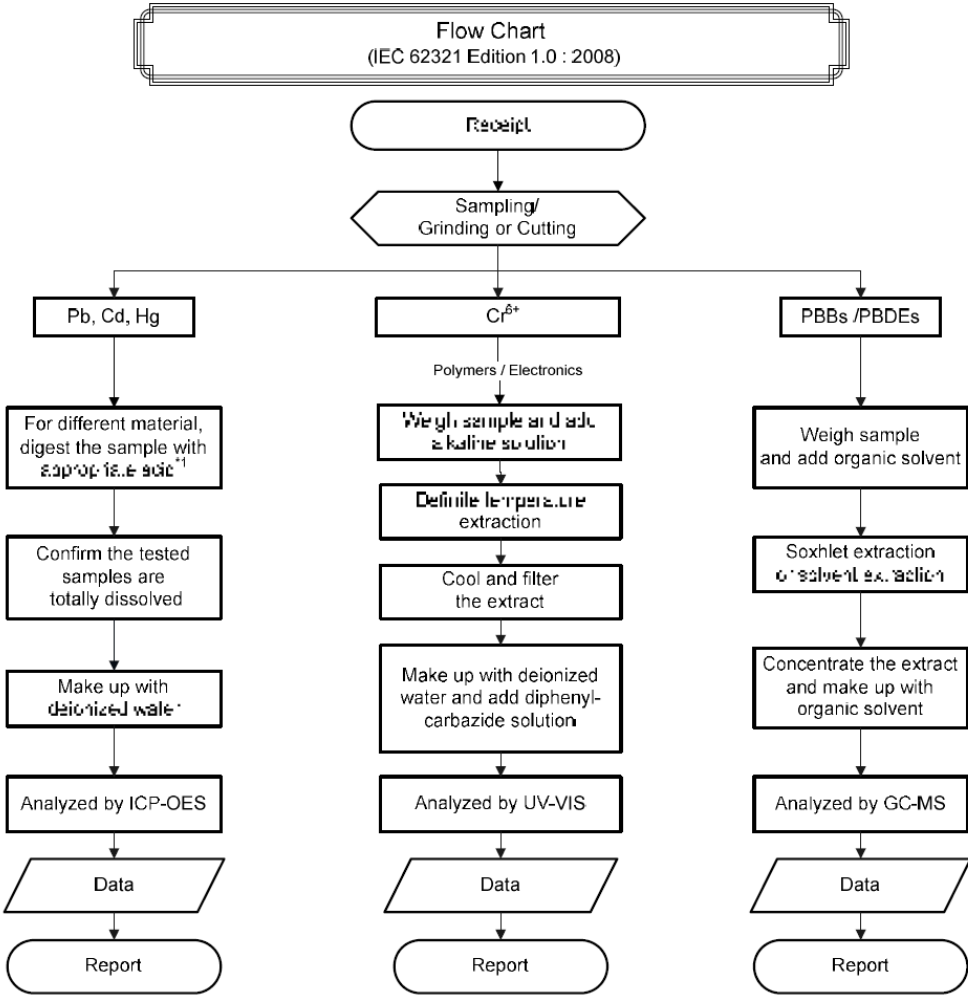 Flow Chart
(IEC 62321 Edition 1.0 : 2008)
Receipt
Sampling/
Grinding or Cutting
Pb, Cd, Hg
For different material,
digest the sample with
appropriate acid*1
Confirm the tested
samples are
totally dissolved
Make up with
deionized water
Analyzed by ICP-OES
Data
Report
Cr6+
Polymers / Electronics
Weigh sample and add
alkaline solution
Definite temperature
extraction
Cool and filter
the extract
Make up with deionized
water and add diphenyl-
carbazide solution
Analyzed by UV-VIS
Data
Report
PBBs /PBDEs
Weigh sample
and add organic solvent
Soxhlet extraction
or solvent extraction
Concentrate the extract
and make up with
organic solvent
Analyzed by GC-MS
Data
Report